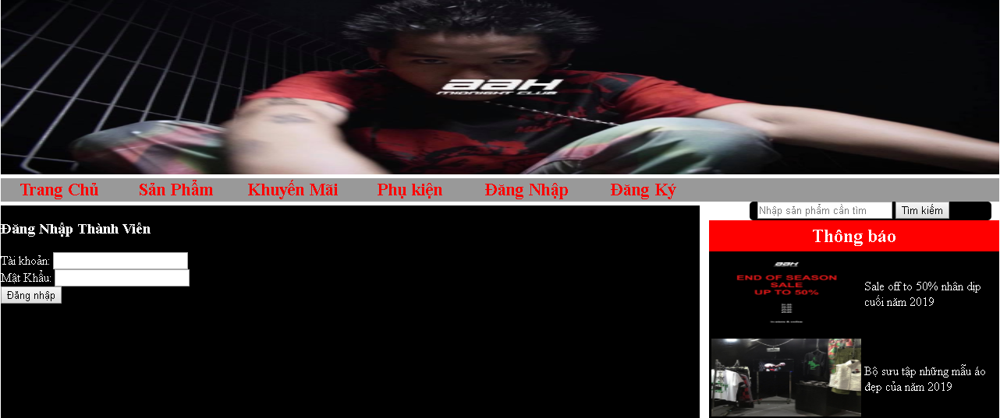 aaH
MIDNIGHT CLUB
Trang Chủ Sản Phẩm Khuyến Mãi Phụ kiện Đăng Nhập Đăng Ký
Nhập sản phẩm cần tìm Tìm kiếm
Đăng Nhập Thành Viên
Tài khoản:
Mật Khẩu:
Đăng nhập
Thông báo
aaH
END OF SEASON
SALE
UP TO 50%
Sale off to 50% nhân dịp
cuối năm 2019
Bộ sưu tập những mẫu áo
đẹp của năm 2019